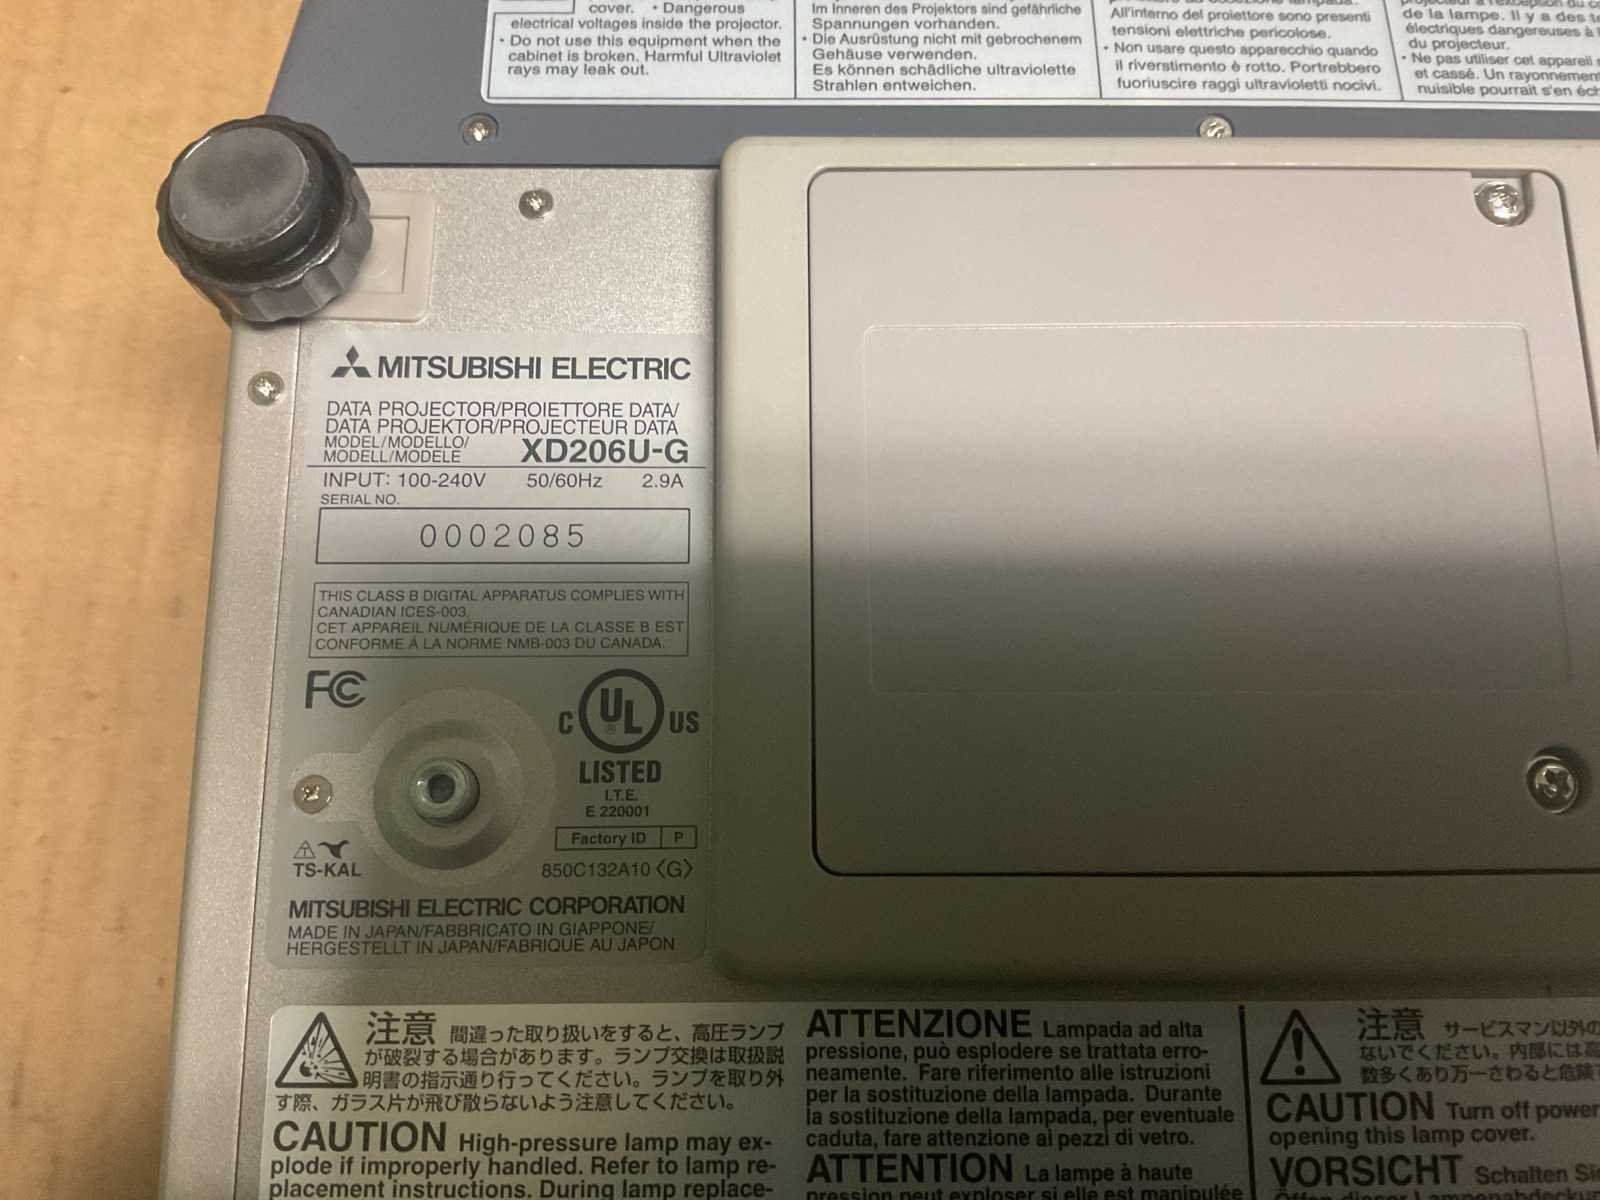 cover. • Dangerous
electrical voltages inside the projector.
• Do not use this equipment when the
cabinet is broken. Harmful Ultraviolet
rays may leak out.
Im Inneren des Projektors sind gefährliche
Spannungen vorhanden.
• Die Ausrüstung nicht mit gebrochenem
Gehäuse verwenden.
Es können schädliche ultraviolette
Strahlen entweichen.
All'interno del proiettore sono presenti
tensioni elettriche pericolose.
• Non usare questo apparecchio quando
il riverstimento è rotto. Portrebbero
fuoriuscire raggi ultravioletti nocivi.
de la lampe. Il y a des
électriques dangereuses à
du projecteur.
• Ne pas utiliser cet appareil
et cassé. Un rayonnement
nuisible pourrait s'en
MITSUBISHI ELECTRIC
DATA PROJECTOR/PROIETTORE DATA/
DATA PROJEKTOR/PROJECTEUR DATA
MODEL/MODELLO/
MODELL/MODELE XD206U-G
INPUT: 100-240V 50/60Hz 2.9A
SERIAL NO.
0002085
THIS CLASS B DIGITAL APPARATUS COMPLIES WITH
CANADIAN ICES-003.
CET APPAREIL NUMÉRIQUE DE LA CLASSE B EST
CONFORME Á LA NORME NMB-003 DU CANADA.
FC
C UL ® US
LISTED
I.T.E.
E 220001
Factory ID P
T
TS-KAL
850C132A10〈G〉
MITSUBISHI ELECTRIC CORPORATION
MADE IN JAPAN/FABBRICATO IN GIAPPONE/
HERGESTELLT IN JAPAN/FABRIQUE AU JAPON
注意 間違った取り扱いをすると、高圧ランプ
が破裂する場合があります。ランプ交換は取扱説
明書の指示通り行ってください。ランプを取り外
す際、ガラス片が飛び散らないよう注意してください。
CAUTION High-pressure lamp may ex-
plode if improperly handled. Refer to lamp re-
placement instructions. During lamp replace-
ATTENZIONE Lampada ad alta
pressione, può esplodere se trattata erro-
neamente. Fare riferimento alle istruzioni
per la sostituzione della lampada. Durante
la sostituzione della lampada, per eventuale
caduta, fare attenzione ai pezzi di vetro.
ATTENTION La lampe à haute
pression peut exploser si elle est manipulée
注意 サービスマン以外の
ないでください。内部には高
数多くあり万一さわると危険
CAUTION Turn off power
opening this lamp cover.
VORSICHT Schalten